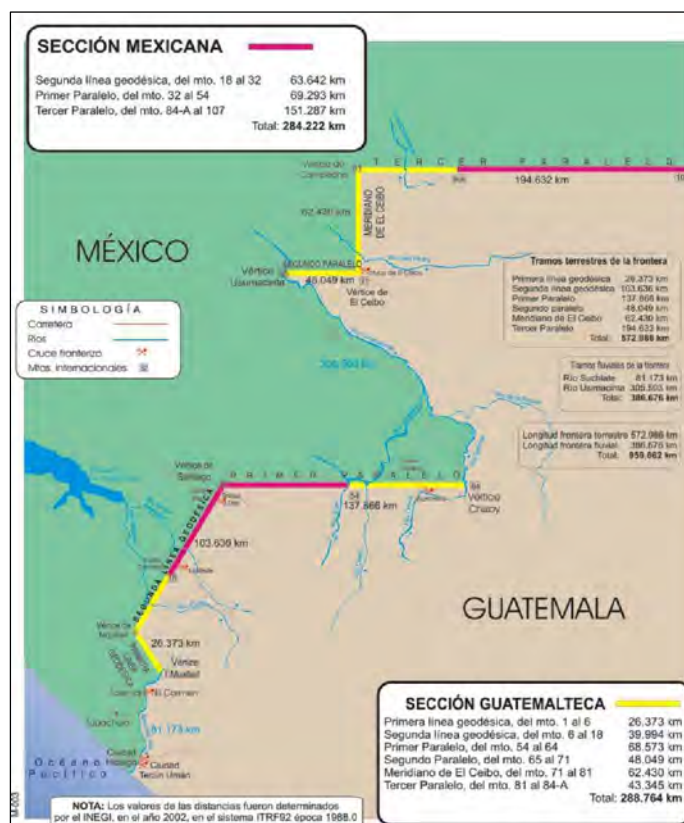 SECCIÓN MEXICANA
Segunda línea geodésica, del mto. 18 al 32 63.642 km
Primer Paralelo, del mto. 32 al 54 69.293 km
Tercer Paralelo, del mto. 84-A al 107 151.287 km
Total: 284.222 km
Vértice de
Campeche
81
TERCER PARALELO
194.632 km
62.430 km
MERIDIANO
DE EL CEIBO
MÉXICO
SEGUNDO PARALELO
Vértice
Usumacinta
48.049 km
Vértice de
El Ceibo
Tramos terrestres de la frontera
Primera línea geodésica 26.373 km
Segunda línea geodésica 103.636 km
Primer Paralelo 137.866 km
Segundo paralelo 48.049 km
Meridiano de El Ceibo 62.430 km
Tercer Paralelo 194.632 km
Total: 572.986 km
SIMBOLOGÍA
Carretera
Ríos
Cruce fronterizo
Mtos. internacionales
Tramos fluviales de la frontera
Río Suchiate 81.173 km
Río Usumacinta 305.503 km
Total: 386.676 km
Longitud frontera terrestre 572.986 km
Longitud frontera fluvial 386.676 km
Total: 959.662 km
Vértice de
Santiago
PRIMER PARALELO
54
137.866 km
Vértice
Chixoy
SEGUNDA LÍNEA GEODÉSICA
103.639 km
GUATEMALA
Vértice de
26.373 km
PRIMERA
LÍNEA
GEODÉSICA
Vértice
Muxbal
El Carmen
Tapachula
81.173 km
Ciudad
Hidalgo
Ciudad
Tecún Umán
Océano
Pacífico
SECCIÓN GUATEMALTECA
Primera línea geodésica, del mto. 1 al 6 26.373 km
Segunda línea geodésica, del mto. 6 al 18 39.994 km
Primer Paralelo, del mto. 54 al 64 68.573 km
Segundo Paralelo, del mto. 65 al 71 48.049 km
Meridiano de El Ceibo, del mto. 71 al 81 62.430 km
Tercer Paralelo, del mto. 81 al 84-A 43.345 km
Total: 288.764 km
NOTA: Los valores de las distancias fueron determinados
por el INEGI, en el año 2002, en el sistema ITRF92 época 1988.0
M-003